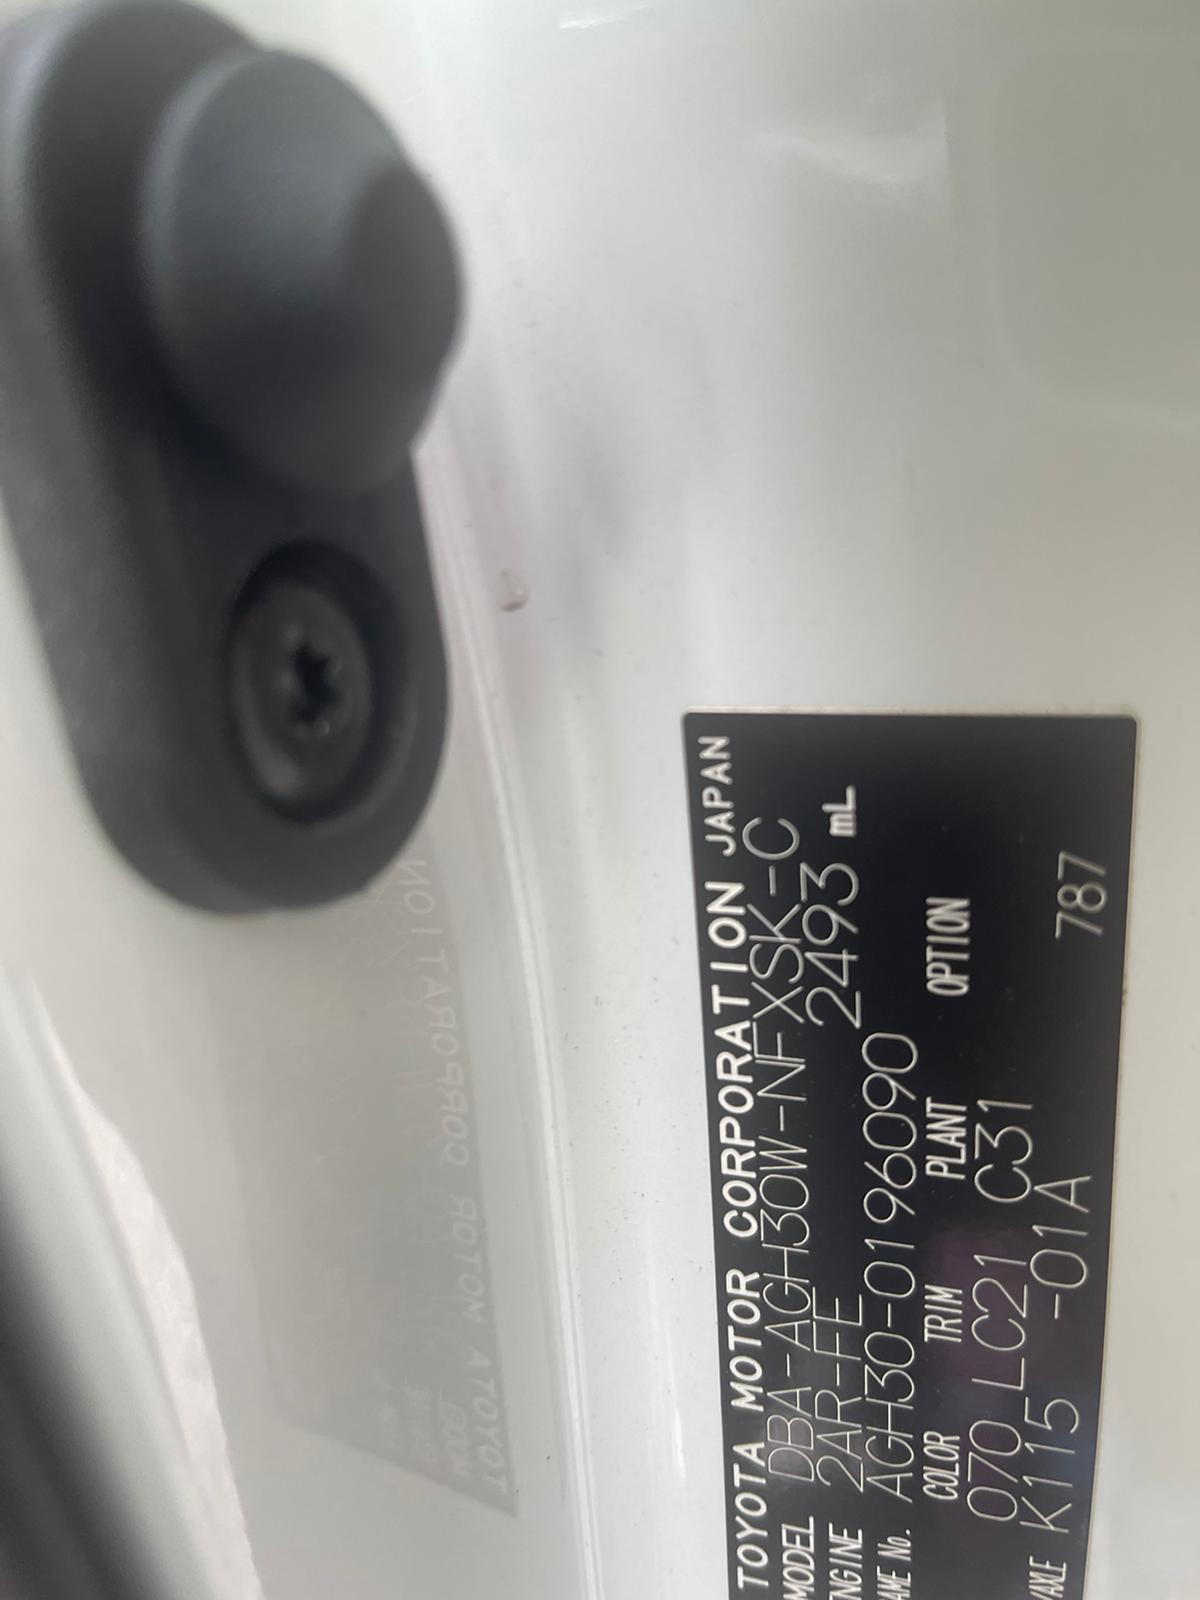 TOYOTA MOTOR CORPORATION JAPAN
MODEL DBA-AGH30W-NFXSK-C
ENGINE 2AR-FE 2493 mL
AME No. AGH30-0196090
COLOR TRIM PLANT OPTION
070 LC21 C31
/AXLE K115 -01A 787